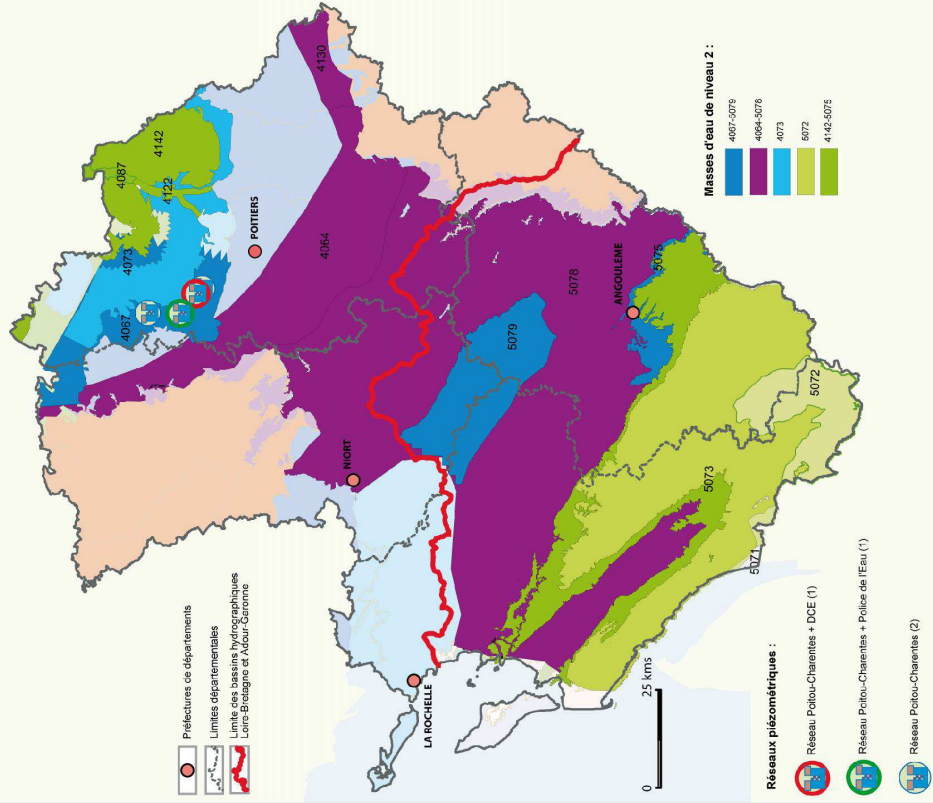 4130
4142
4087
4122
4073
4067
POITIERS
4064
NIORT
LA ROCHELLE
5079
5078
ANGOULEME
5075
5072
5073
5071
Préfectures de départements
Limites départementales
Limite des bassins hydrographiques
Loire-Bretagne et Adour-Garonne
0 25 kms
Masses d'eau de niveau 2 :
4067-5079
4064-5078
4073
5072
4142-5075
Réseaux piézométriques :
Réseau Poitou-Charentes + DCE (1)
Réseau Poitou-Charentes + Police de l'Eau (1)
Réseau Poitou-Charentes (2)